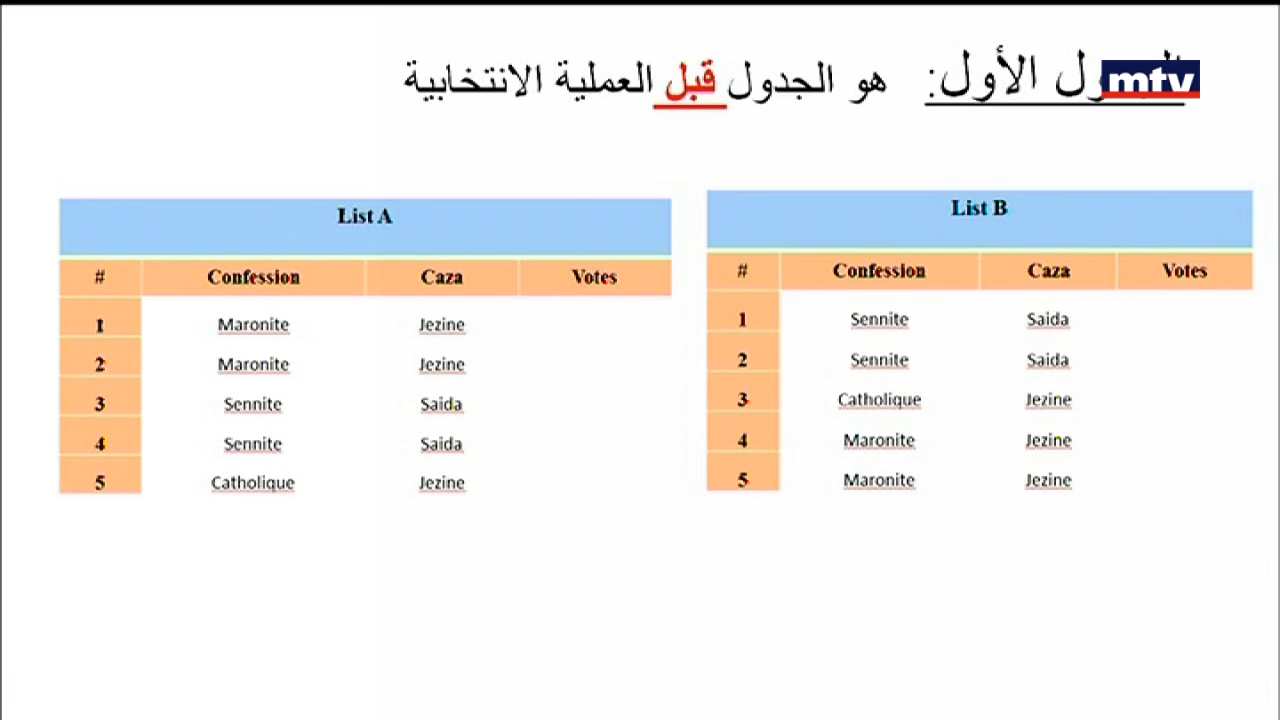 الأول: هو الجدول قبل العملية الانتخابية
mtv
List A
# Confession Caza Votes
1 Maronite Jezine
2 Maronite Jezine
3 Sennite Saida
4 Sennite Saida
5 Catholique Jezine
List B
# Confession Caza Votes
1 Sennite Saida
2 Sennite Saida
3 Catholique Jezine
4 Maronite Jezine
5 Maronite Jezine